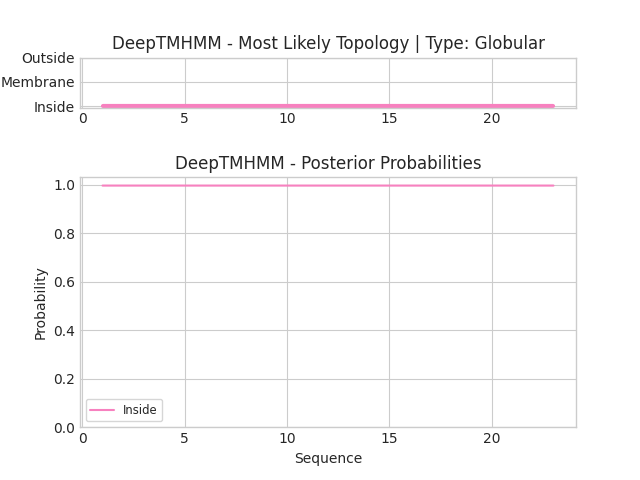 DeepTMHMM - Most Likely Topology | Type: Globular
Outside
Membrane
Inside
0 5 10 15 20
DeepTMHMM - Posterior Probabilities
1.0
0.8
0.6
0.4
0.2
0.0
Probability
Inside
0 5 10 15 20
Sequence